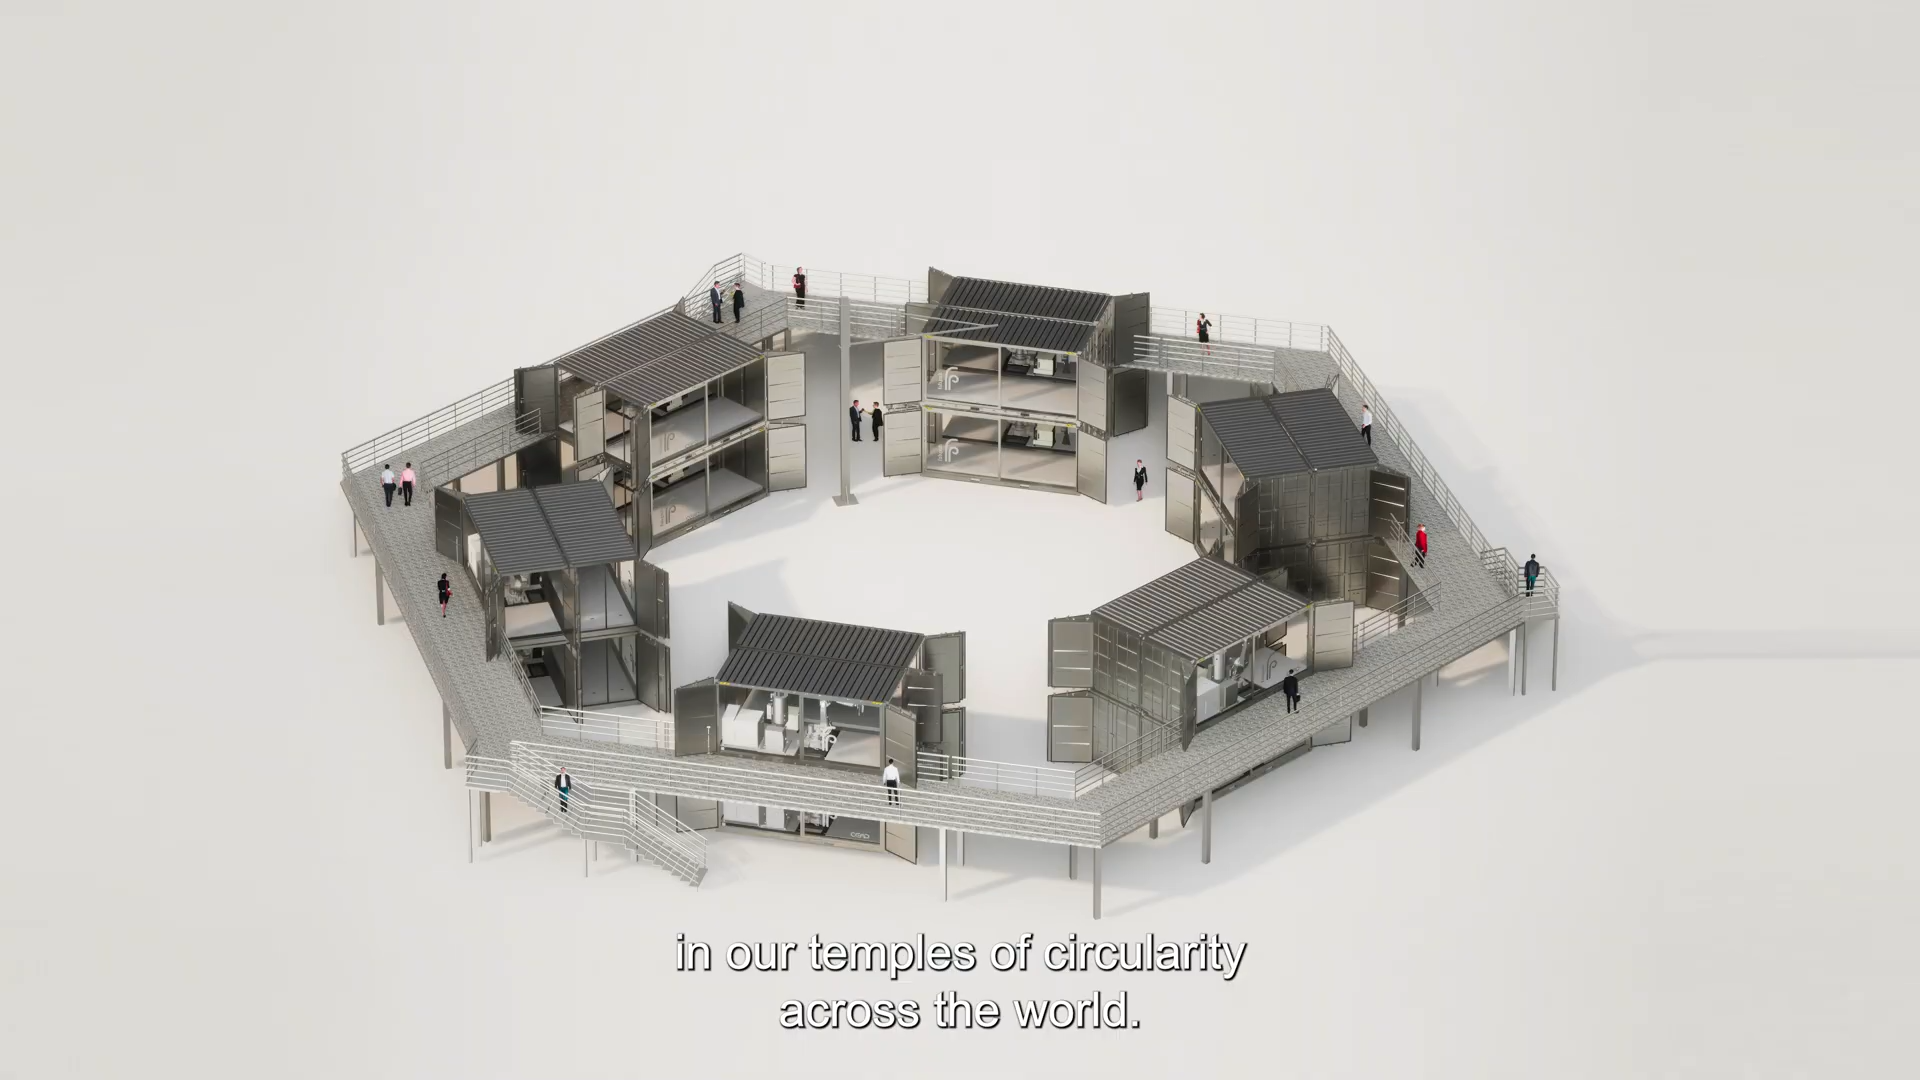 in our temples of circularity
across the world.